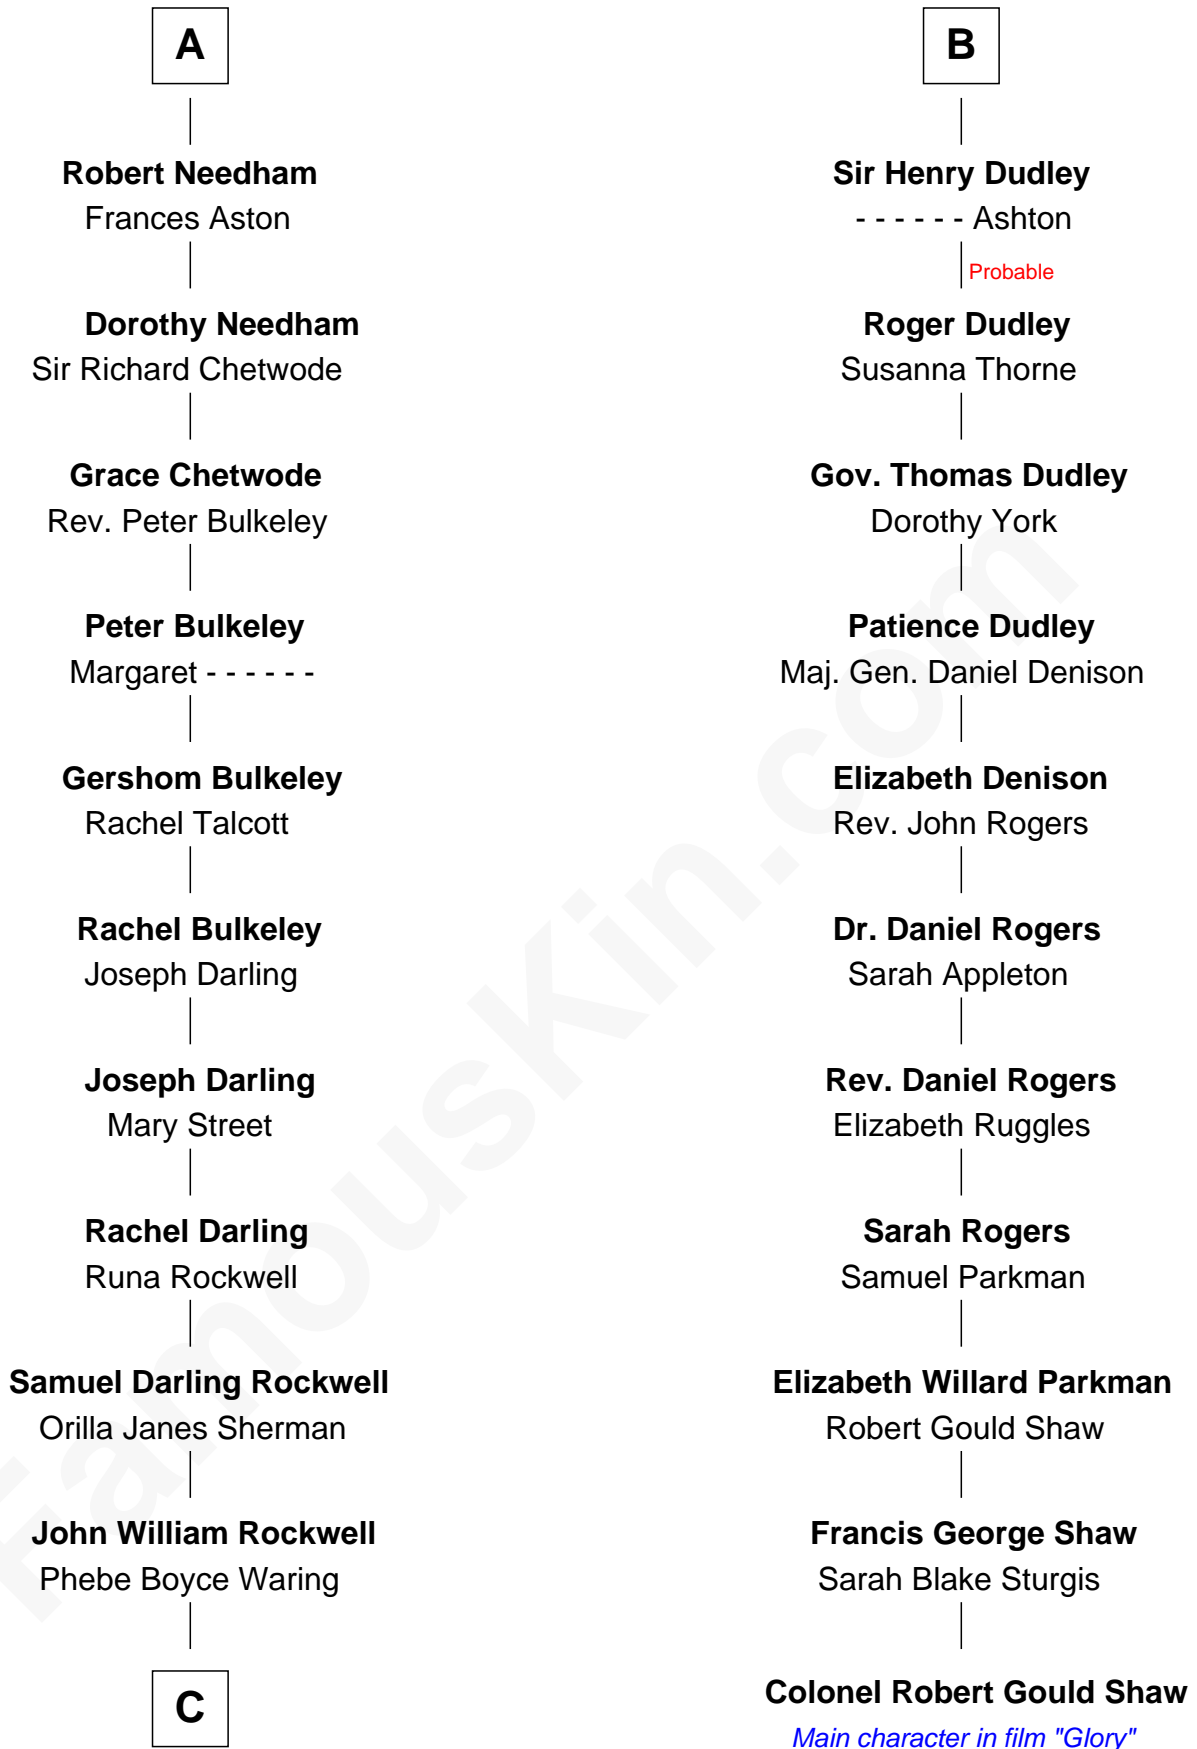 A
Robert Needham
Frances Aston
Dorothy Needham
Sir Richard Chetwode
Grace Chetwode
Rev. Peter Bulkeley
Peter Bulkeley
Margaret - - - - - -
Gershom Bulkeley
Rachel Talcott
Rachel Bulkeley
Joseph Darling
Joseph Darling
Mary Street
Rachel Darling
Runa Rockwell
Samuel Darling Rockwell
Orilla Janes Sherman
John William Rockwell
Phebe Boyce Waring
C
B
Sir Henry Dudley
- - - - - - Ashton
Probable
Roger Dudley
Susanna Thorne
Gov. Thomas Dudley
Dorothy York
Patience Dudley
Maj. Gen. Daniel Denison
Elizabeth Denison
Rev. John Rogers
Dr. Daniel Rogers
Sarah Appleton
Rev. Daniel Rogers
Elizabeth Ruggles
Sarah Rogers
Samuel Parkman
Elizabeth Willard Parkman
Robert Gould Shaw
Francis George Shaw
Sarah Blake Sturgis
Colonel Robert Gould Shaw
Main character in film "Glory"
FamousKin.com